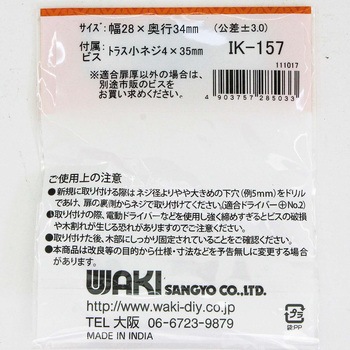 サイズ: 幅28×奥行34mm (公差±3.0)
付属: ビス トラス小ネジ4×35mm IK-157
111017
※適合扉厚以外の場合は、
別途市販のビスを
お買い求めください。
4 903757 285033
ご使用上の注意
●新規に取り付ける際はネジ径よりやや大きめの下穴(例5mm)をドリル
であけ、扉の裏側からネジで取り付けてください。(適合ドライバー⊕No.2)
●取り付けの際、電動ドライバーなどを使用し強く締めすぎるとビスの破損
や木割れが生じる恐れがありますのでご注意ください。
●取り付けた後、木部にしっかり固定されていることをご確認ください。
●本商品は改良等の目的から仕様・寸法などを予告無しに変更する場合
がございます。
WAKI SANGYO CO.,LTD.
http://www.waki-diy.co.jp
TEL 大阪 06-6723-9879
MADE IN INDIA
プラ
袋:PP